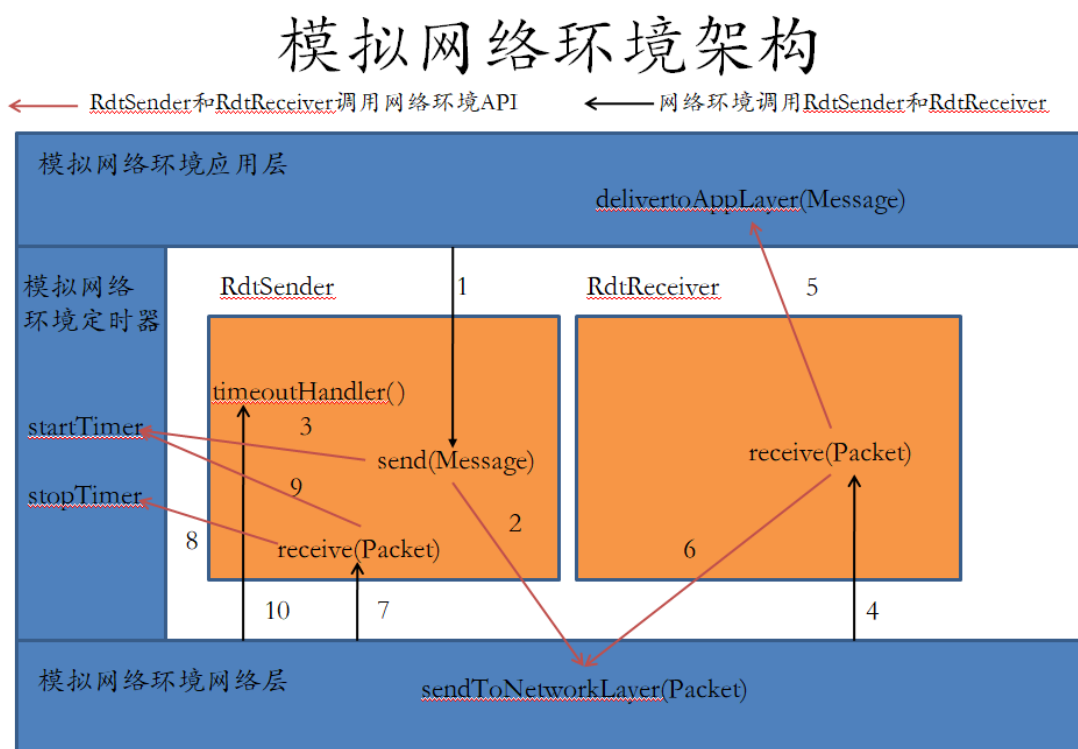 模拟网络环境架构
RdtSender和RdtReceiver调用网络环境API
网络环境调用RdtSender和RdtReceiver
模拟网络环境应用层
delivertoAppLayer(Message)
模拟网络
环境定时器
RdtSender
1
RdtReceiver
5
timeoutHandler()
startTimer
3
send(Message)
receive(Packet)
stopTimer
9
2
8
receive(Packet)
6
10
7
4
模拟网络环境网络层
sendToNetworkLayer(Packet)